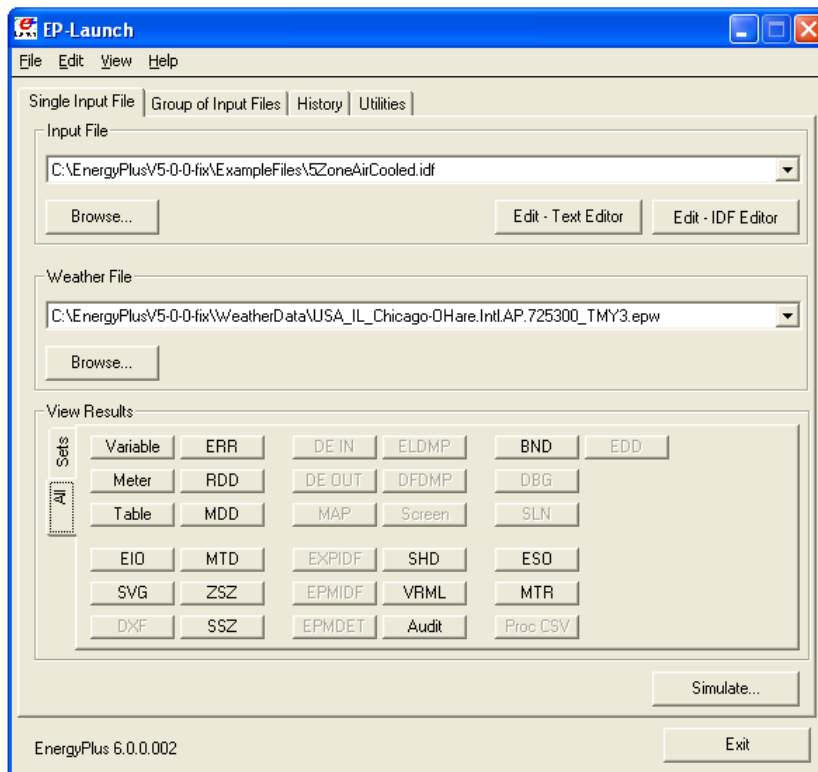 EP-Launch
File Edit View Help
Single Input File Group of Input Files History Utilities
Input File
C:\EnergyPlusV5-0-0-fix\ExampleFiles\5ZoneAirCooled.idf
Browse... Edit - Text Editor Edit - IDF Editor
Weather File
C:\EnergyPlusV5-0-0-fix\WeatherData\USA_IL_Chicago-OHare.Intl.AP.725300_TMY3.epw
Browse...
View Results
Sets
All
Variable ERR DE IN ELDMP BND EDD
Meter RDD DE OUT DFDMP DBG
Table MDD MAP Screen SLN
EIO MTD EXPIDF SHD ESO
SVG ZSZ EPMIDF VRML MTR
DXF SSZ EPMDET Audit Proc CSV
Simulate...
EnergyPlus 6.0.0.002 Exit